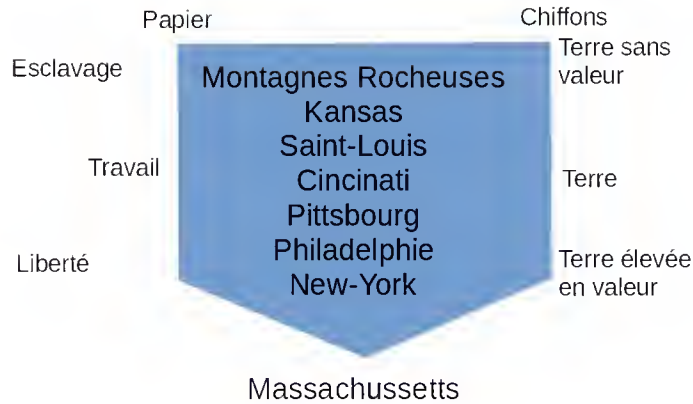 Papier
Chiffons
Esclavage
Terre sans
valeur
Montagnes Rocheuses
Kansas
Saint-Louis
Travail
Cincinati
Terre
Pittsbourg
Philadelphie
Liberté
New-York
Terre élevée
en valeur
Massachussetts